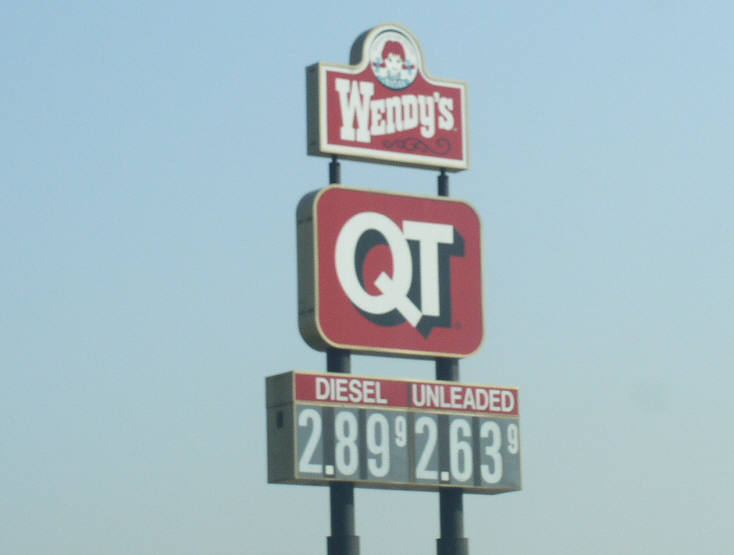 WENDY'S
QT
DIESEL UNLEADED
2.89 9 2.63 9